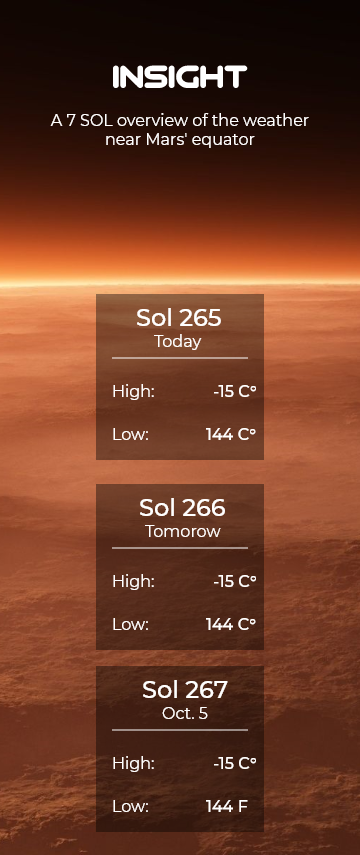 INSIGHT
A 7 SOL overview of the weather
near Mars' equator
Sol 265
Today
High: -15 C°
Low: 144 C°
Sol 266
Tomorow
High: -15 C°
Low: 144 C°
Sol 267
Oct. 5
High: -15 C°
Low: 144 F